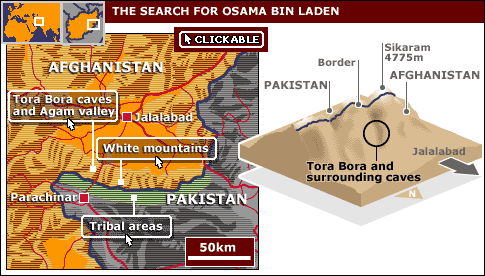 THE SEARCH FOR OSAMA BIN LADEN
CLICKABLE
AFGHANISTAN
Tora Bora caves
and Agam valley
Jalalabad
White mountains
Parachinar
PAKISTAN
Tribal areas
50km
Sikaram
4775m
Border
AFGHANISTAN
PAKISTAN
Tora Bora and
surrounding caves
Jalalabad
N